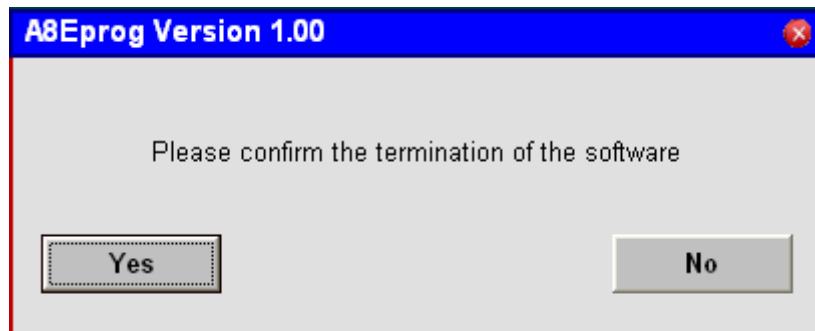 A8Eprog Version 1.00
Please confirm the termination of the software
Yes No